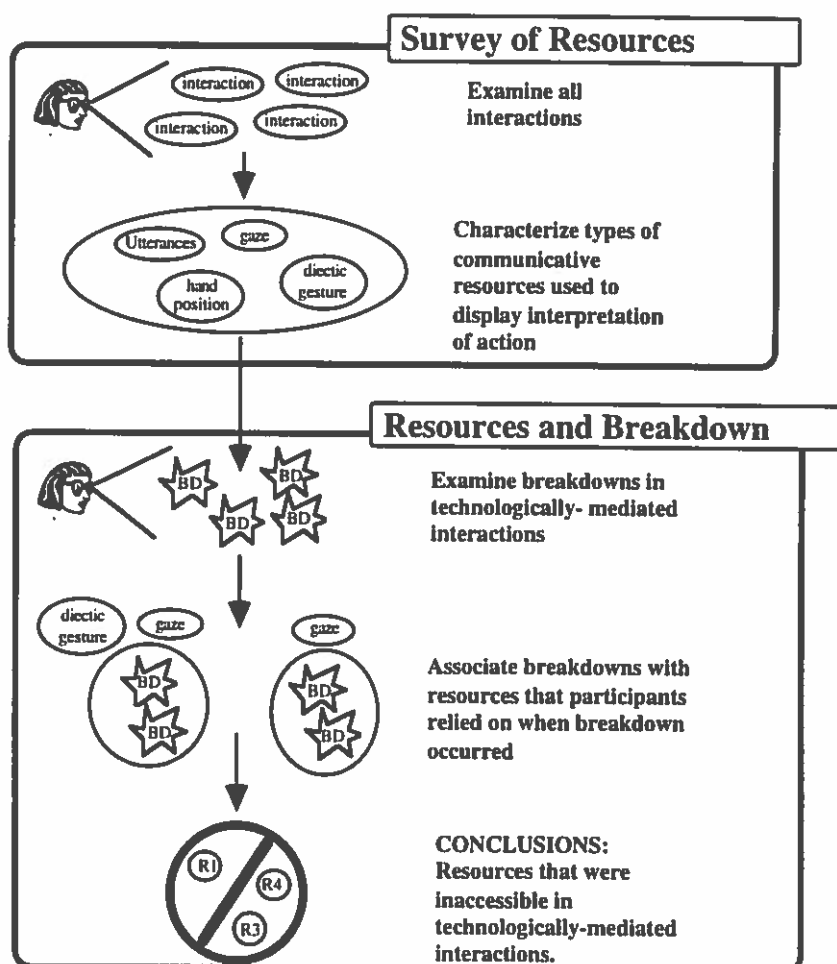 Survey of Resources
interaction
interaction
interaction
interaction
Examine all
interactions
Utterances
gaze
hand
position
diectic
gesture
Characterize types of
communicative
resources used to
display interpretation
of action
Resources and Breakdown
BD
BD
BD
BD
Examine breakdowns in
technologically- mediated
interactions
diectic
gesture
gaze
gaze
BD
BD
BD
BD
Associate breakdowns with
resources that participants
relied on when breakdown
occurred
R1
R4
R3
CONCLUSIONS:
Resources that were
inaccessible in
technologically-mediated
interactions.